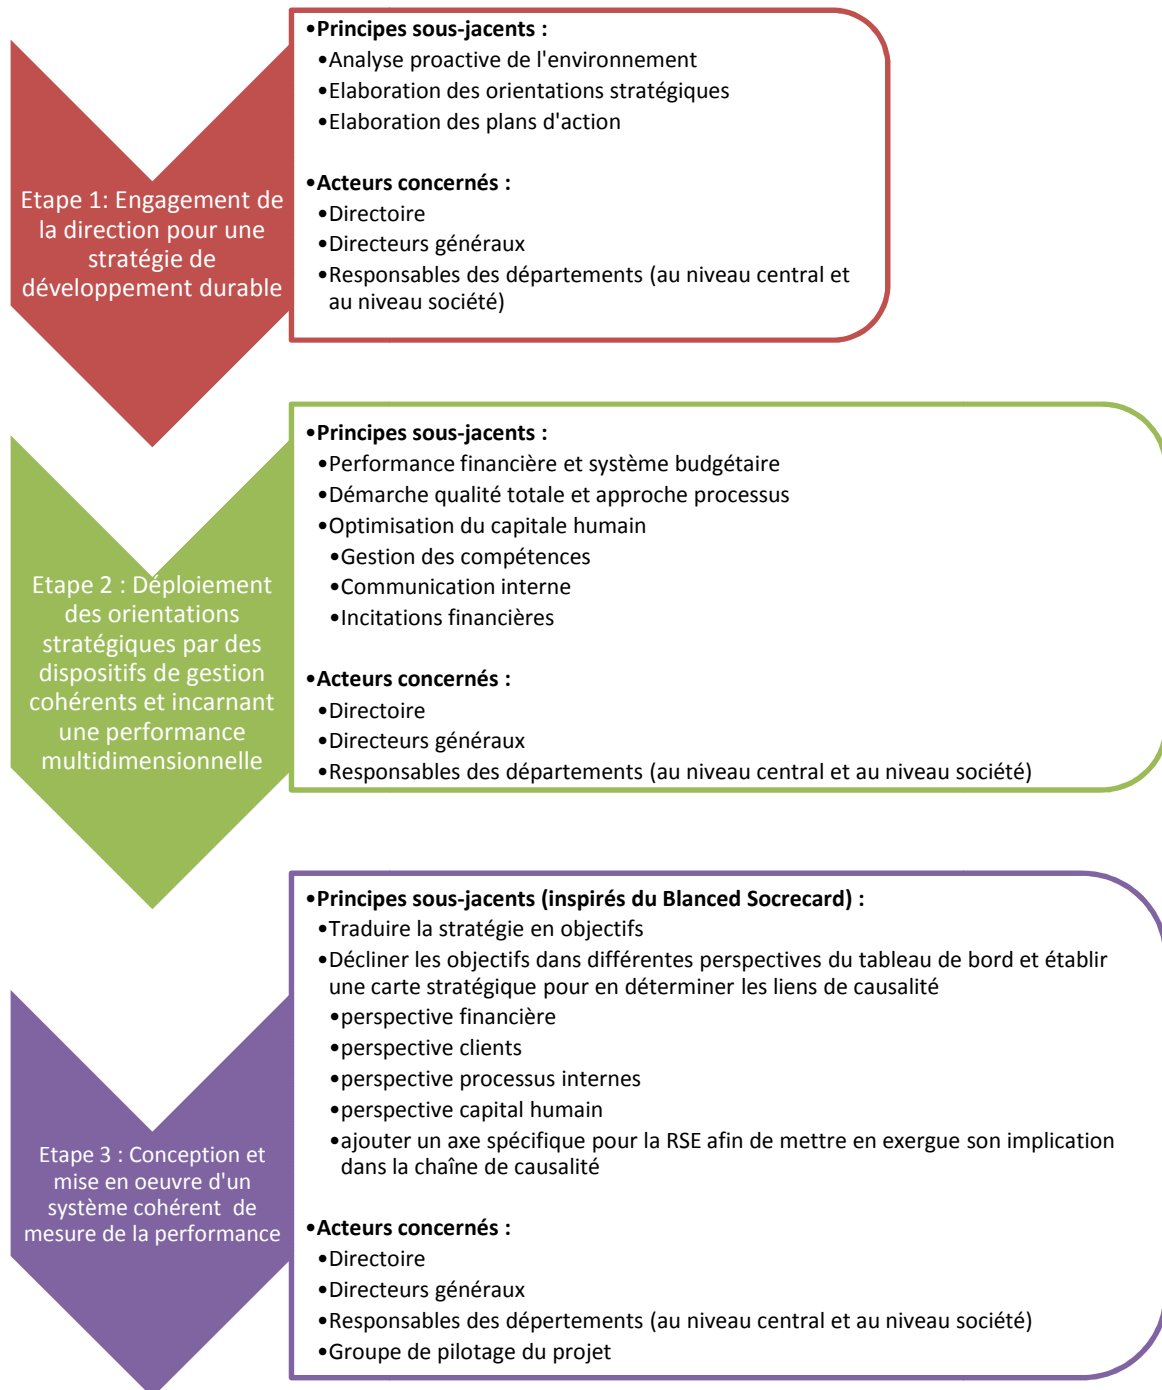 •Principes sous-jacents :
•Analyse proactive de l'environnement
•Elaboration des orientations stratégiques
•Elaboration des plans d'action
•Acteurs concernés :
•Directoire
•Directeurs généraux
•Responsables des départements (au niveau central et
au niveau société)
Etape 1: Engagement de
la direction pour une
stratégie de
développement durable
•Principes sous-jacents :
•Performance financière et système budgétaire
•Démarche qualité totale et approche processus
•Optimisation du capitale humain
•Gestion des compétences
•Communication interne
•Incitations financières
•Acteurs concernés :
•Directoire
•Directeurs généraux
•Responsables des départements (au niveau central et au niveau société)
Etape 2 : Déploiement
des orientations
stratégiques par des
dispositifs de gestion
cohérents et incarnant
une performance
multidimensionnelle
•Principes sous-jacents (inspirés du Blanced Socrecard) :
•Traduire la stratégie en objectifs
•Décliner les objectifs dans différentes perspectives du tableau de bord et établir
une carte stratégique pour en déterminer les liens de causalité
•perspective financière
•perspective clients
•perspective processus internes
•perspective capital humain
•ajouter un axe spécifique pour la RSE afin de mettre en exergue son implication
dans la chaîne de causalité
•Acteurs concernés :
•Directoire
•Directeurs généraux
•Responsables des dépertements (au niveau central et au niveau société)
•Groupe de pilotage du projet
Etape 3 : Conception et
mise en oeuvre d'un
système cohérent de
mesure de la performance